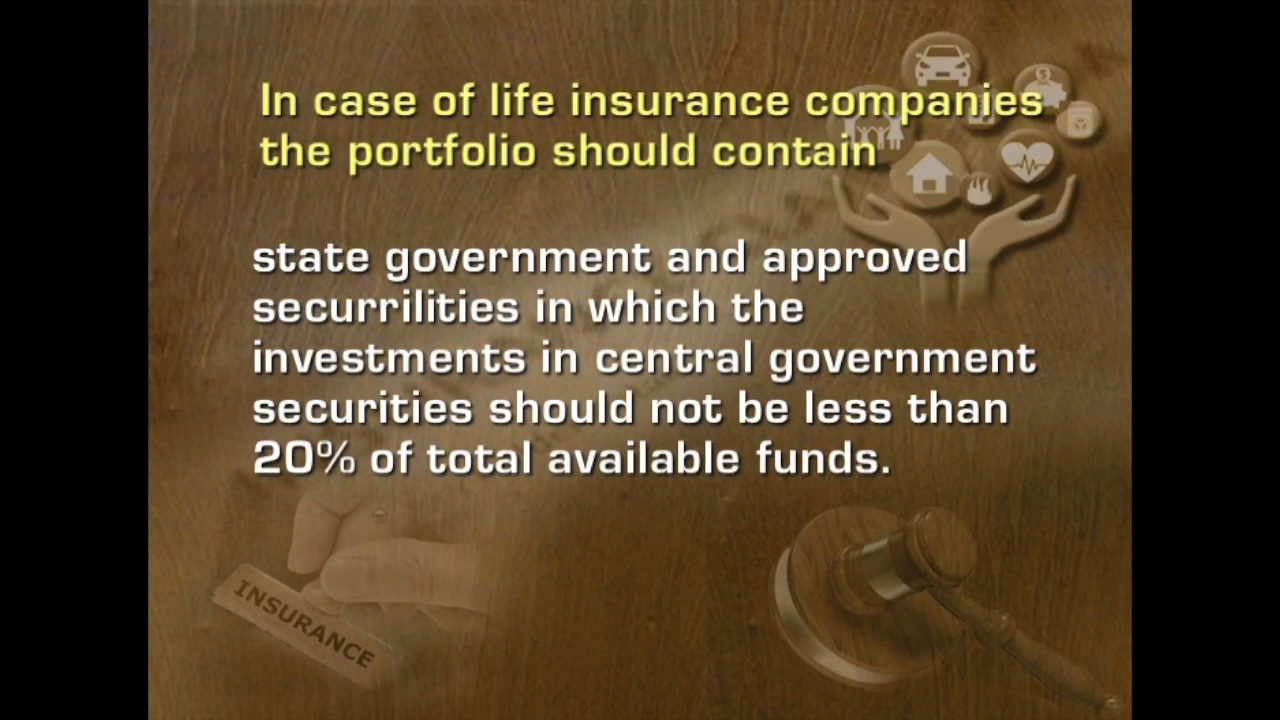 In case of life insurance companies
the portfolio should contain
state government and approved
securrilities in which the
investments in central government
securities should not be less than
20% of total available funds.
INSURANCE